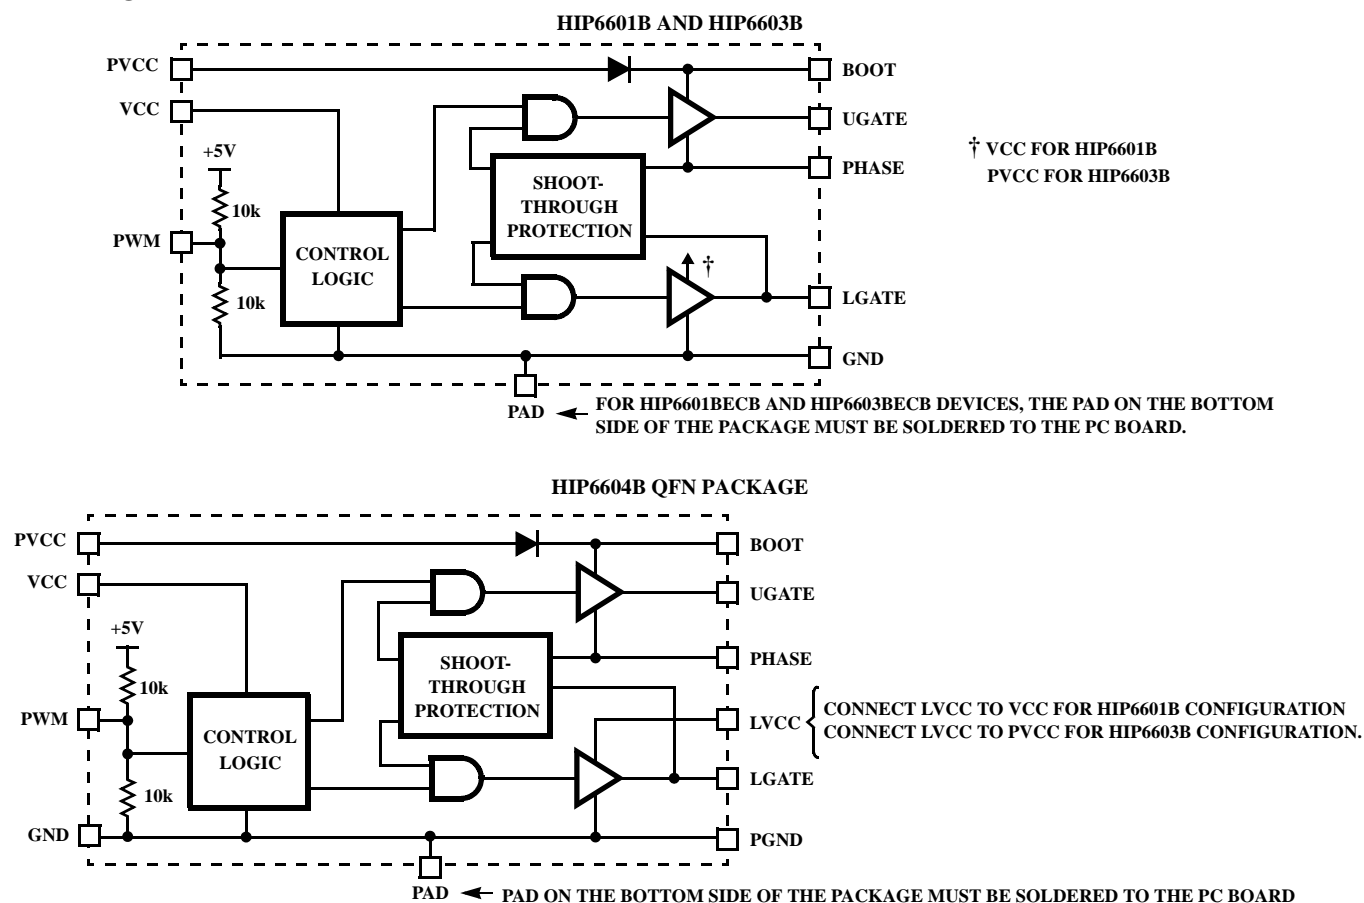 HIP6601B AND HIP6603B
PVCC
BOOT
VCC
UGATE
+5V
† VCC FOR HIP6601B
PHASE
PVCC FOR HIP6603B
SHOOT-
THROUGH
PROTECTION
10k
PWM
CONTROL
LOGIC
†
10k
LGATE
GND
PAD
FOR HIP6601BECB AND HIP6603BECB DEVICES, THE PAD ON THE BOTTOM
SIDE OF THE PACKAGE MUST BE SOLDERED TO THE PC BOARD.
HIP6604B QFN PACKAGE
PVCC
BOOT
VCC
UGATE
+5V
PHASE
SHOOT-
THROUGH
PROTECTION
10k
PWM
LVCC
CONNECT LVCC TO VCC FOR HIP6601B CONFIGURATION
CONNECT LVCC TO PVCC FOR HIP6603B CONFIGURATION.
CONTROL
LOGIC
LGATE
10k
GND
PGND
PAD
PAD ON THE BOTTOM SIDE OF THE PACKAGE MUST BE SOLDERED TO THE PC BOARD